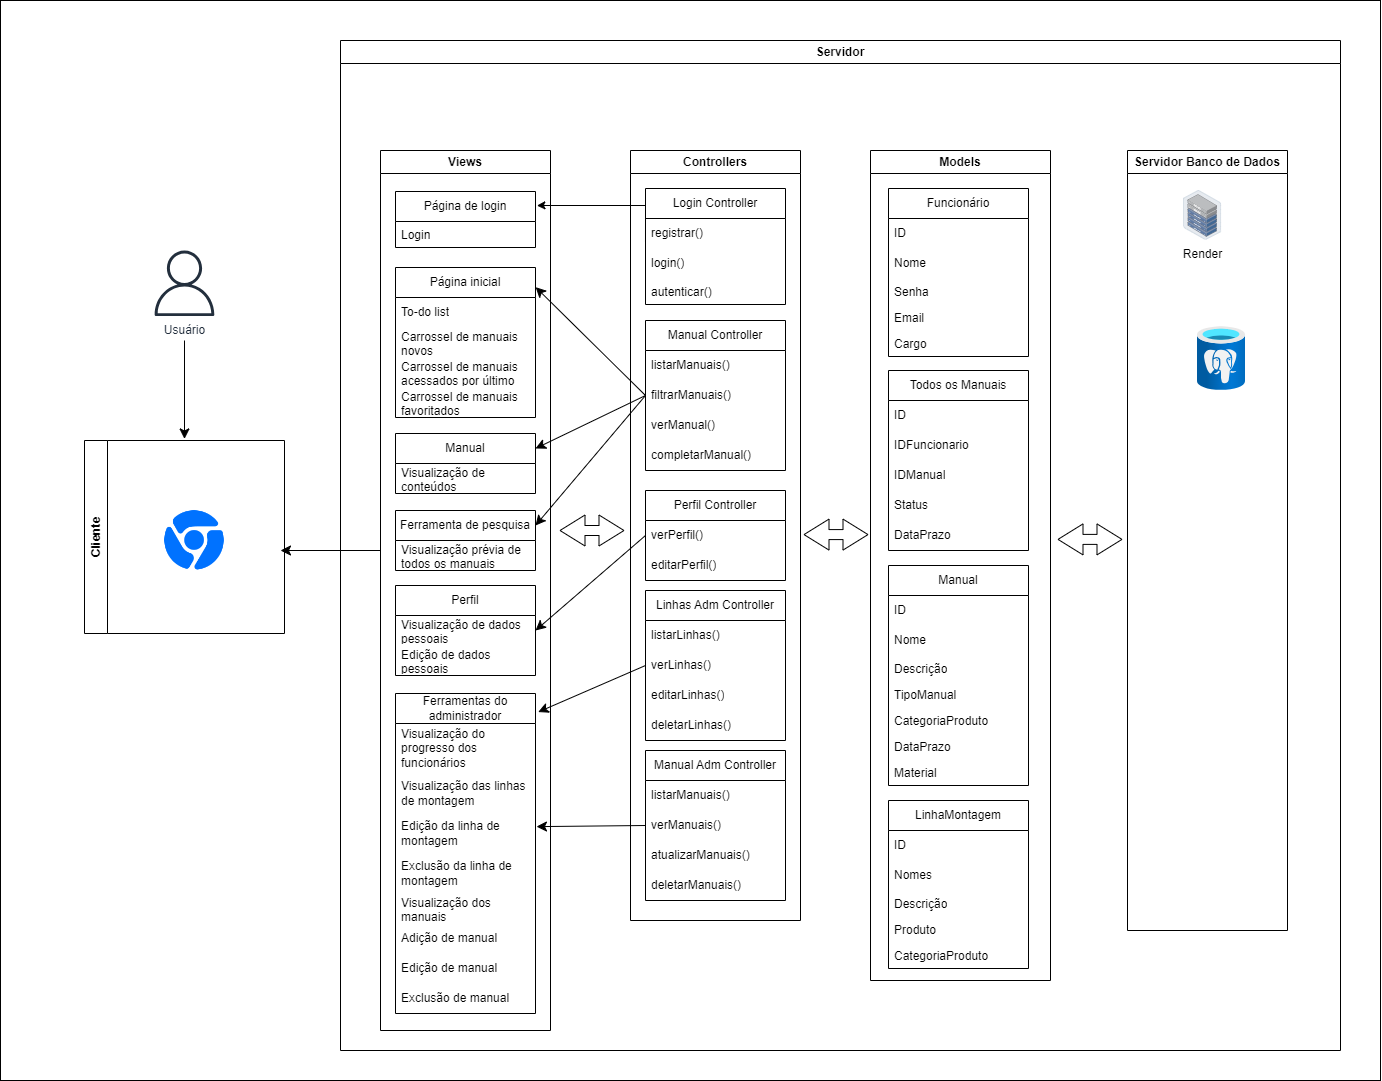 Servidor
Usuário
Cliente
Views
Página de login
Login
Página inicial
To-do list
Carrossel de manuais
novos
Carrossel de manuais
acessados por último
Carrossel de manuais
favoritados
Manual
Visualização de
conteúdos
Ferramenta de pesquisa
Visualização prévia de
todos os manuais
Perfil
Visualização de dados
pessoais
Edição de dados
pessoais
Ferramentas do
administrador
Visualização do
progresso dos
funcionários
Visualização das linhas
de montagem
Edição da linha de
montagem
Exclusão da linha de
montagem
Visualização dos
manuais
Adição de manual
Edição de manual
Exclusão de manual
Controllers
Login Controller
registrar()
login()
autenticar()
Manual Controller
listarManuais()
filtrarManuais()
verManual()
completarManual()
Perfil Controller
verPerfil()
editarPerfil()
Linhas Adm Controller
listarLinhas()
verLinhas()
editarLinhas()
deletarLinhas()
Manual Adm Controller
listarManuais()
verManuais()
atualizarManuais()
deletarManuais()
Models
Funcionário
ID
Nome
Senha
Email
Cargo
Todos os Manuais
ID
IDFuncionario
IDManual
Status
DataPrazo
Manual
ID
Nome
Descrição
TipoManual
CategoriaProduto
DataPrazo
Material
LinhaMontagem
ID
Nomes
Descrição
Produto
CategoriaProduto
Servidor Banco de Dados
Render